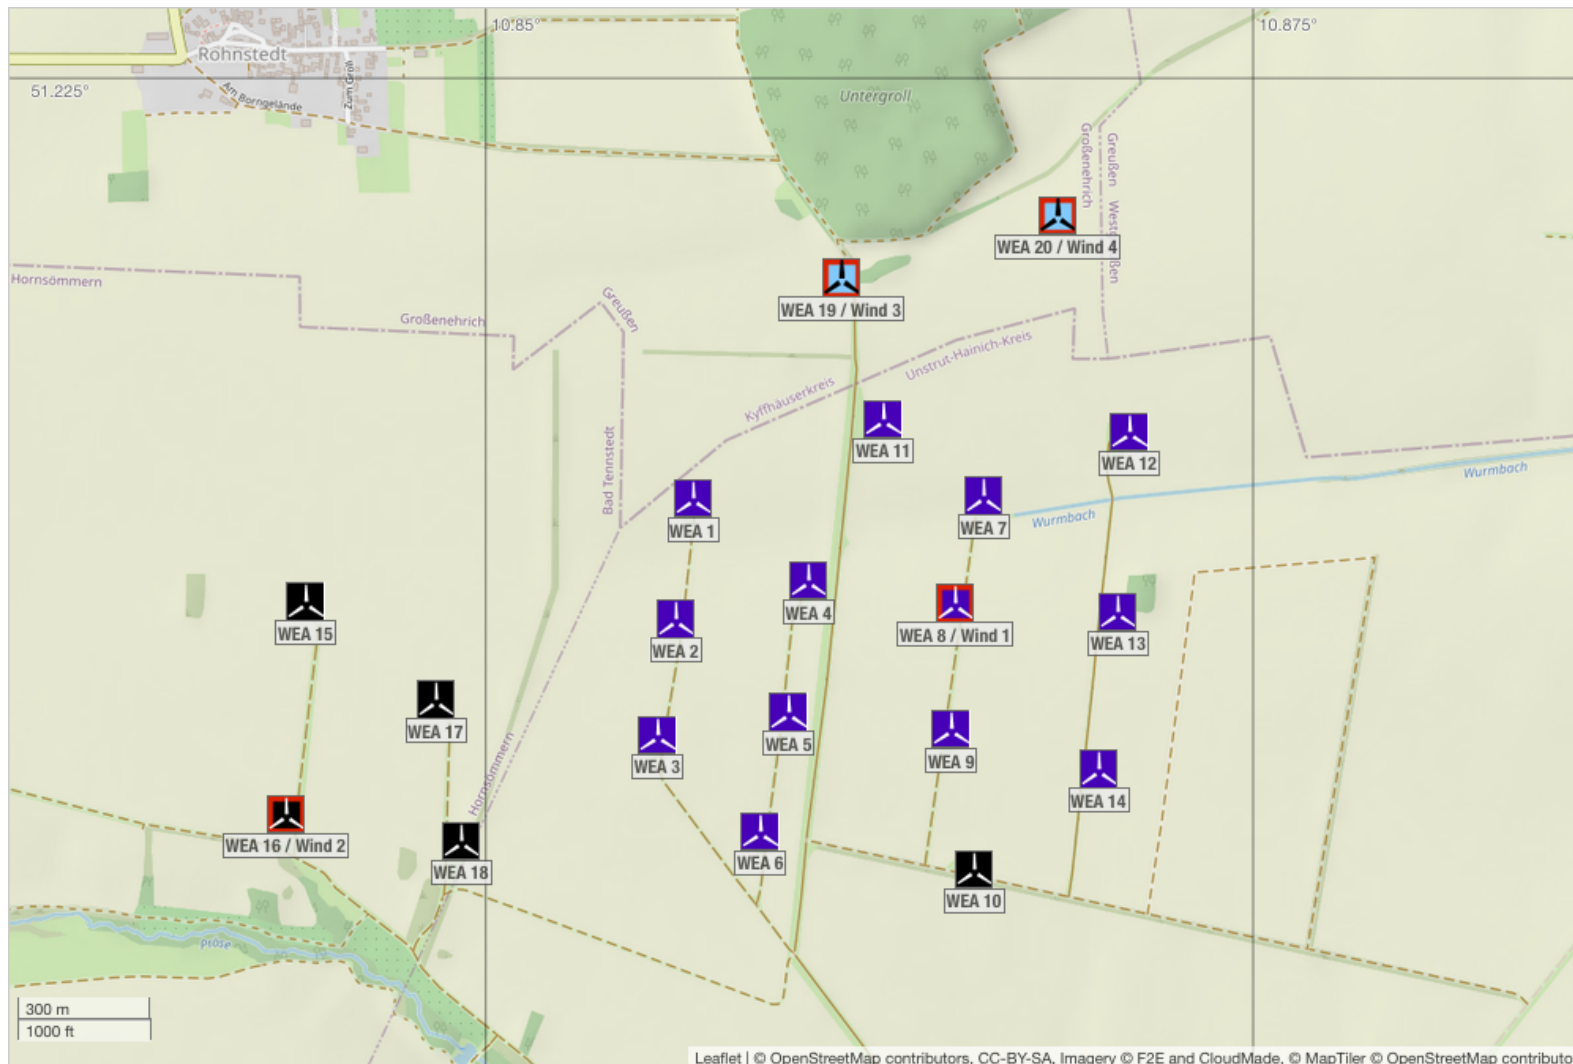 10.85°
10.875°
Rohnstedt
51.225°
Am Borngelände
Zum Groll
Untergroll
Großenehrich
Greußen
WEA 20 / Wind 4
Hornsömmern
WEA 19 / Wind 3
Großenehrich
Greußen
Unstrut-Hainich-Kreis
Kyffhäuserkreis
WEA 11
WEA 12
Bad Tennstedt
Wurmbach
WEA 1
WEA 7
Wurmbach
WEA 4
WEA 15
WEA 8 / Wind 1
WEA 13
WEA 2
WEA 17
WEA 5
WEA 9
WEA 3
Hornsömmern
WEA 14
WEA 16 / Wind 2
WEA 6
WEA 18
WEA 10
300 m
1000 ft
Leaflet | © OpenStreetMap contributors, CC-BY-SA, Imagery © F2E and CloudMade, © MapTiler © OpenStreetMap contributo